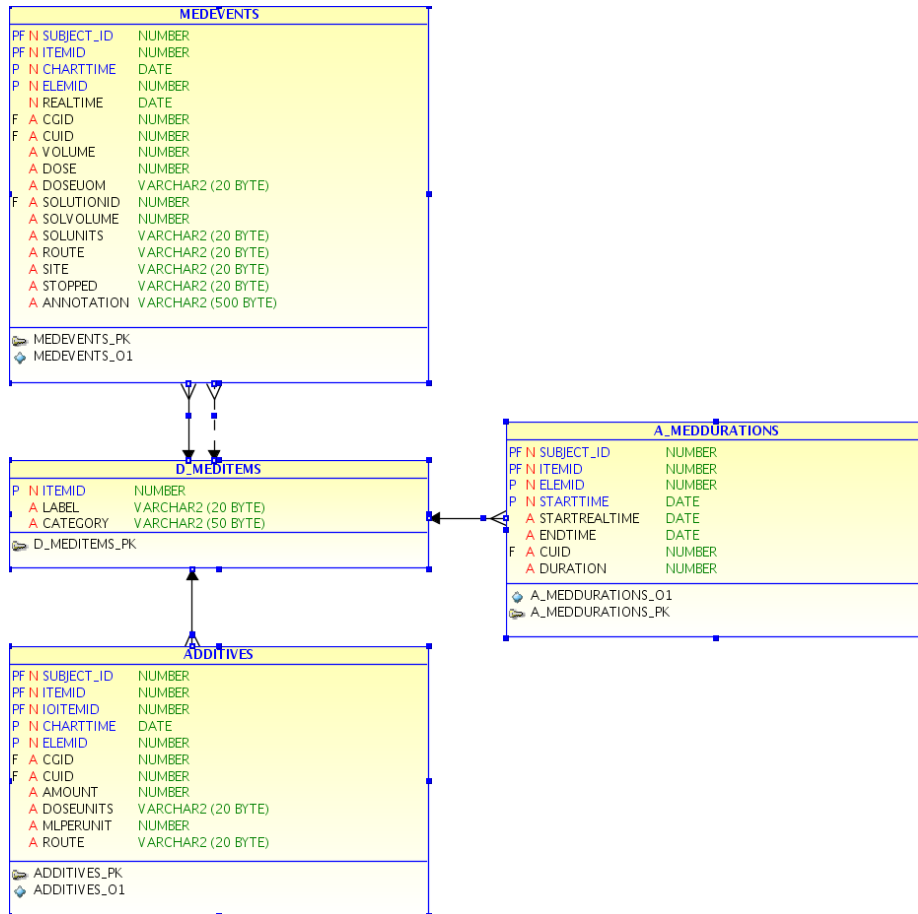 MEDEVENTS
PF N SUBJECT_ID NUMBER
PF N ITEMID NUMBER
P N CHARTTIME DATE
P N ELEMID NUMBER
N REALTIME DATE
F A CGID NUMBER
F A CUID NUMBER
A VOLUME NUMBER
A DOSE NUMBER
A DOSEUOM VARCHAR2 (20 BYTE)
F A SOLUTIONID NUMBER
A SOLVOLUME NUMBER
A SOLUNITS VARCHAR2 (20 BYTE)
A ROUTE VARCHAR2 (20 BYTE)
A SITE VARCHAR2 (20 BYTE)
A STOPPED VARCHAR2 (20 BYTE)
A ANNOTATION VARCHAR2 (500 BYTE)
MEDEVENTS_PK
MEDEVENTS_O1
D_MEDITEMS
P N ITEMID NUMBER
A LABEL VARCHAR2 (20 BYTE)
A CATEGORY VARCHAR2 (50 BYTE)
D_MEDITEMS_PK
A_MEDDURATIONS
PF N SUBJECT_ID NUMBER
PF N ITEMID NUMBER
P N ELEMID NUMBER
P N STARTTIME DATE
A STARTREALTIME DATE
A ENDTIME DATE
F A CUID NUMBER
A DURATION NUMBER
A_MEDDURATIONS_O1
A_MEDDURATIONS_PK
ADDITIVES
PF N SUBJECT_ID NUMBER
PF N ITEMID NUMBER
PF N IOITEMID NUMBER
P N CHARTTIME DATE
P N ELEMID NUMBER
F A CGID NUMBER
F A CUID NUMBER
A AMOUNT NUMBER
A DOSEUNITS VARCHAR2 (20 BYTE)
A MLPERUNIT NUMBER
A ROUTE VARCHAR2 (20 BYTE)
ADDITIVES_PK
ADDITIVES_O1